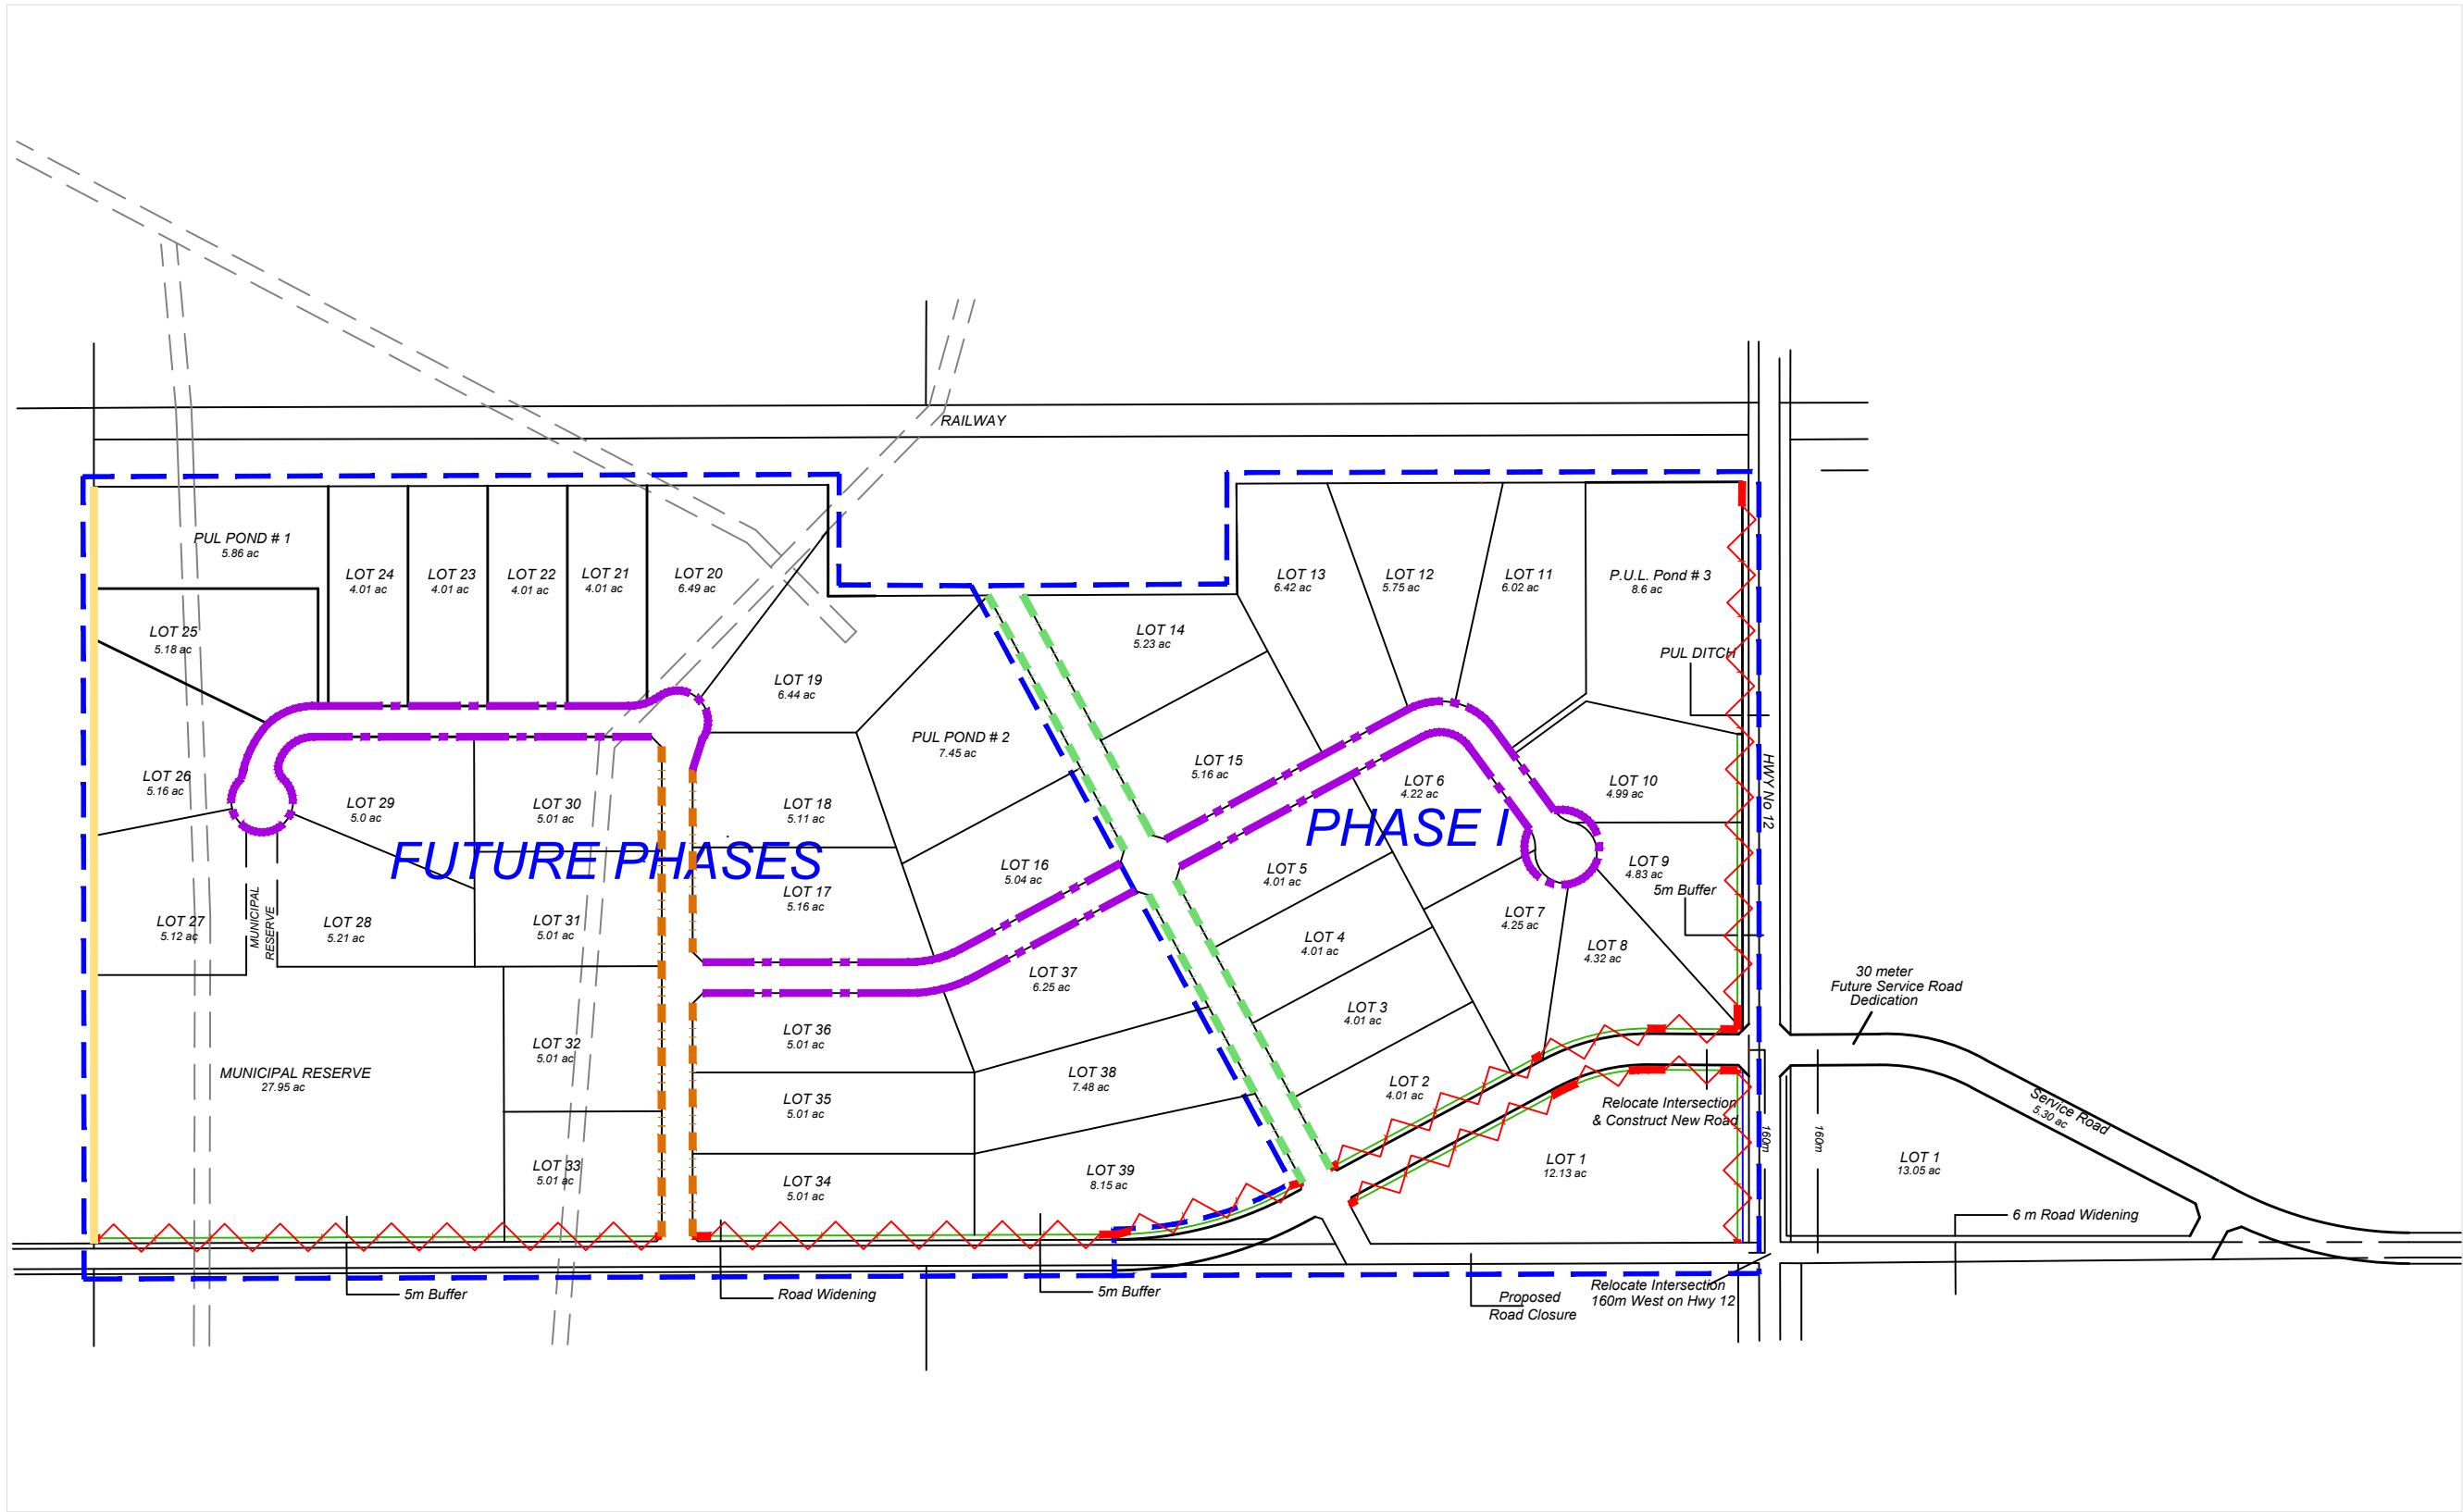 RAILWAY
PUL POND # 1
5.86 ac
LOT 24
4.01 ac
LOT 23
4.01 ac
LOT 22
4.01 ac
LOT 21
4.01 ac
LOT 20
6.49 ac
LOT 13
6.42 ac
LOT 12
5.75 ac
LOT 11
6.02 ac
P.U.L. Pond # 3
8.6 ac
LOT 25
5.18 ac
LOT 14
5.23 ac
PUL DITCH
LOT 19
6.44 ac
PUL POND # 2
7.45 ac
LOT 15
5.16 ac
LOT 26
5.16 ac
LOT 29
5.0 ac
LOT 30
5.01 ac
LOT 18
5.11 ac
LOT 6
4.22 ac
LOT 10
4.99 ac
HWY No 12
PHASE I
FUTURE PHASES
LOT 16
5.04 ac
LOT 5
4.01 ac
LOT 9
4.83 ac
5m Buffer
LOT 17
5.16 ac
LOT 27
5.12 ac
MUNICIPAL
RESERVE
LOT 28
5.21 ac
LOT 31
5.01 ac
LOT 7
4.25 ac
LOT 4
4.01 ac
LOT 8
4.32 ac
LOT 37
6.25 ac
30 meter
Future Service Road
Dedication
LOT 3
4.01 ac
LOT 36
5.01 ac
LOT 32
5.01 ac
MUNICIPAL RESERVE
27.95 ac
LOT 38
7.48 ac
LOT 2
4.01 ac
LOT 35
5.01 ac
Relocate Intersection
& Construct New Road
160m
160m
Service Road
5.30 ac
LOT 33
5.01 ac
LOT 34
5.01 ac
LOT 39
8.15 ac
LOT 1
12.13 ac
LOT 1
13.05 ac
6 m Road Widening
5m Buffer
Road Widening
5m Buffer
Proposed
Road Closure
Relocate Intersection
160m West on Hwy 12